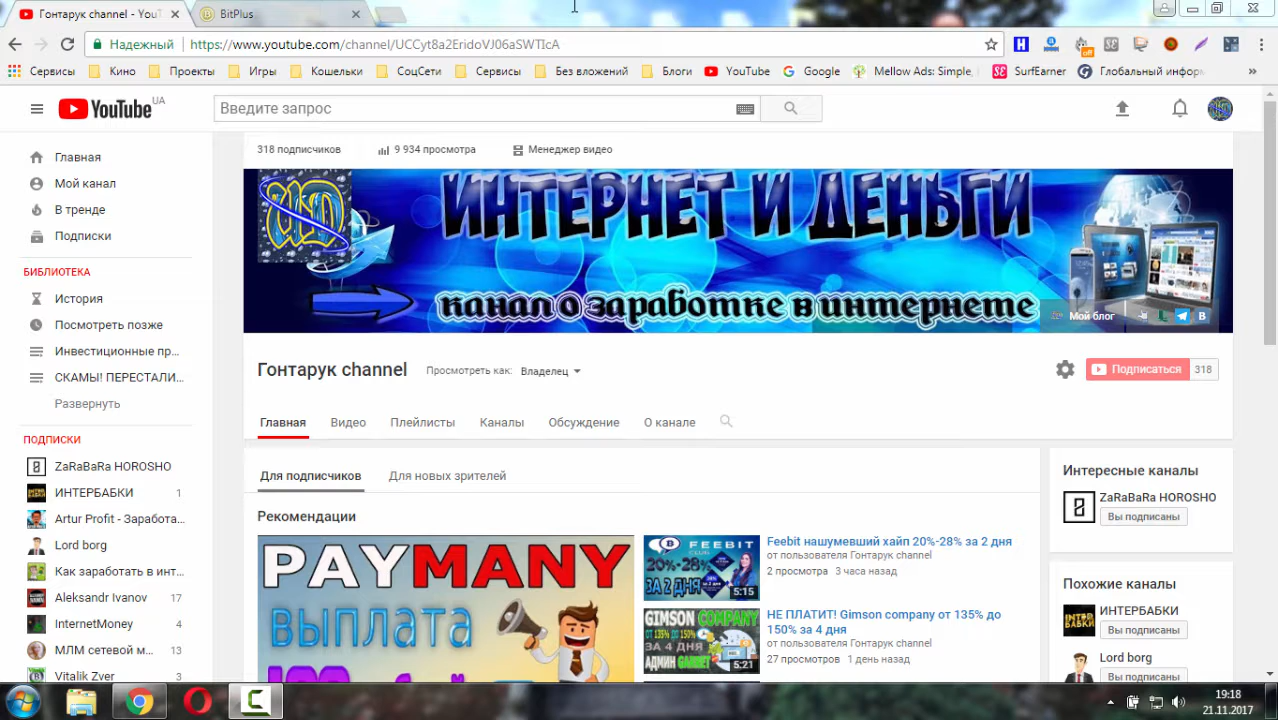 Гонтарук channel - YouT
BitPlus
Надежный
https://www.youtube.com/channel/UCCyt8s2EridoVJ06aSWTIcA
Сервисы
Кино
Проекты
Игры
Кошельки
СоцСети
Сервисы
Без вложений
Блоги
YouTube
Google
Mellow Ads: Simple,
SurfEarner
Глобальный инфор
YouTube UA
Введите запрос
318 подписчиков
9 934 просмотра
Менеджер видео
Главная
Мой канал
В тренде
Подписки
БИБЛИОТЕКА
История
Посмотреть позже
Инвестиционные пр...
СКАМЫ! ПЕРЕСТАЛИ...
Развернуть
ПОДПИСКИ
ZaRaBaRa HOROSHO
ИНТЕРБАБКИ 1
Artur Profit - Заработа...
Lord borg
Как заработать в инт...
Aleksandr Ivanov 17
InternetMoney 4
МЛМ сетевой м... 13
Vitalik Zver 3
ИНТЕРНЕТ И ДЕНЬГИ
канал о заработке в интернете
Мой блог
Гонтарук channel
Просмотреть как: Владелец
Подписаться 318
Главная
Видео
Плейлисты
Каналы
Обсуждение
О канале
Для подписчиков
Для новых зрителей
Рекомендации
PAYMANY
выплата
FEEBIT
CLUB
20%-28%
ЗА 2 ДНЯ
5:15
Feebit нашумевший хайп 20%-28% за 2 дня
от пользователя Гонтарук channel
2 просмотра 3 часа назад
GIMSON COMPANY
ОТ 135% ДО 150%
ЗА 4 ДНЯ
5:21
НЕ ПЛАТИТ! Gimson company от 135% до
150% за 4 дня
от пользователя Гонтарук channel
27 просмотров 1 день назад
Интересные каналы
ZaRaBaRa HOROSHO
Вы подписаны
Похожие каналы
ИНТЕРБАБКИ
Вы подписаны
Lord borg
Вы подписаны
19:18
21.11.2017